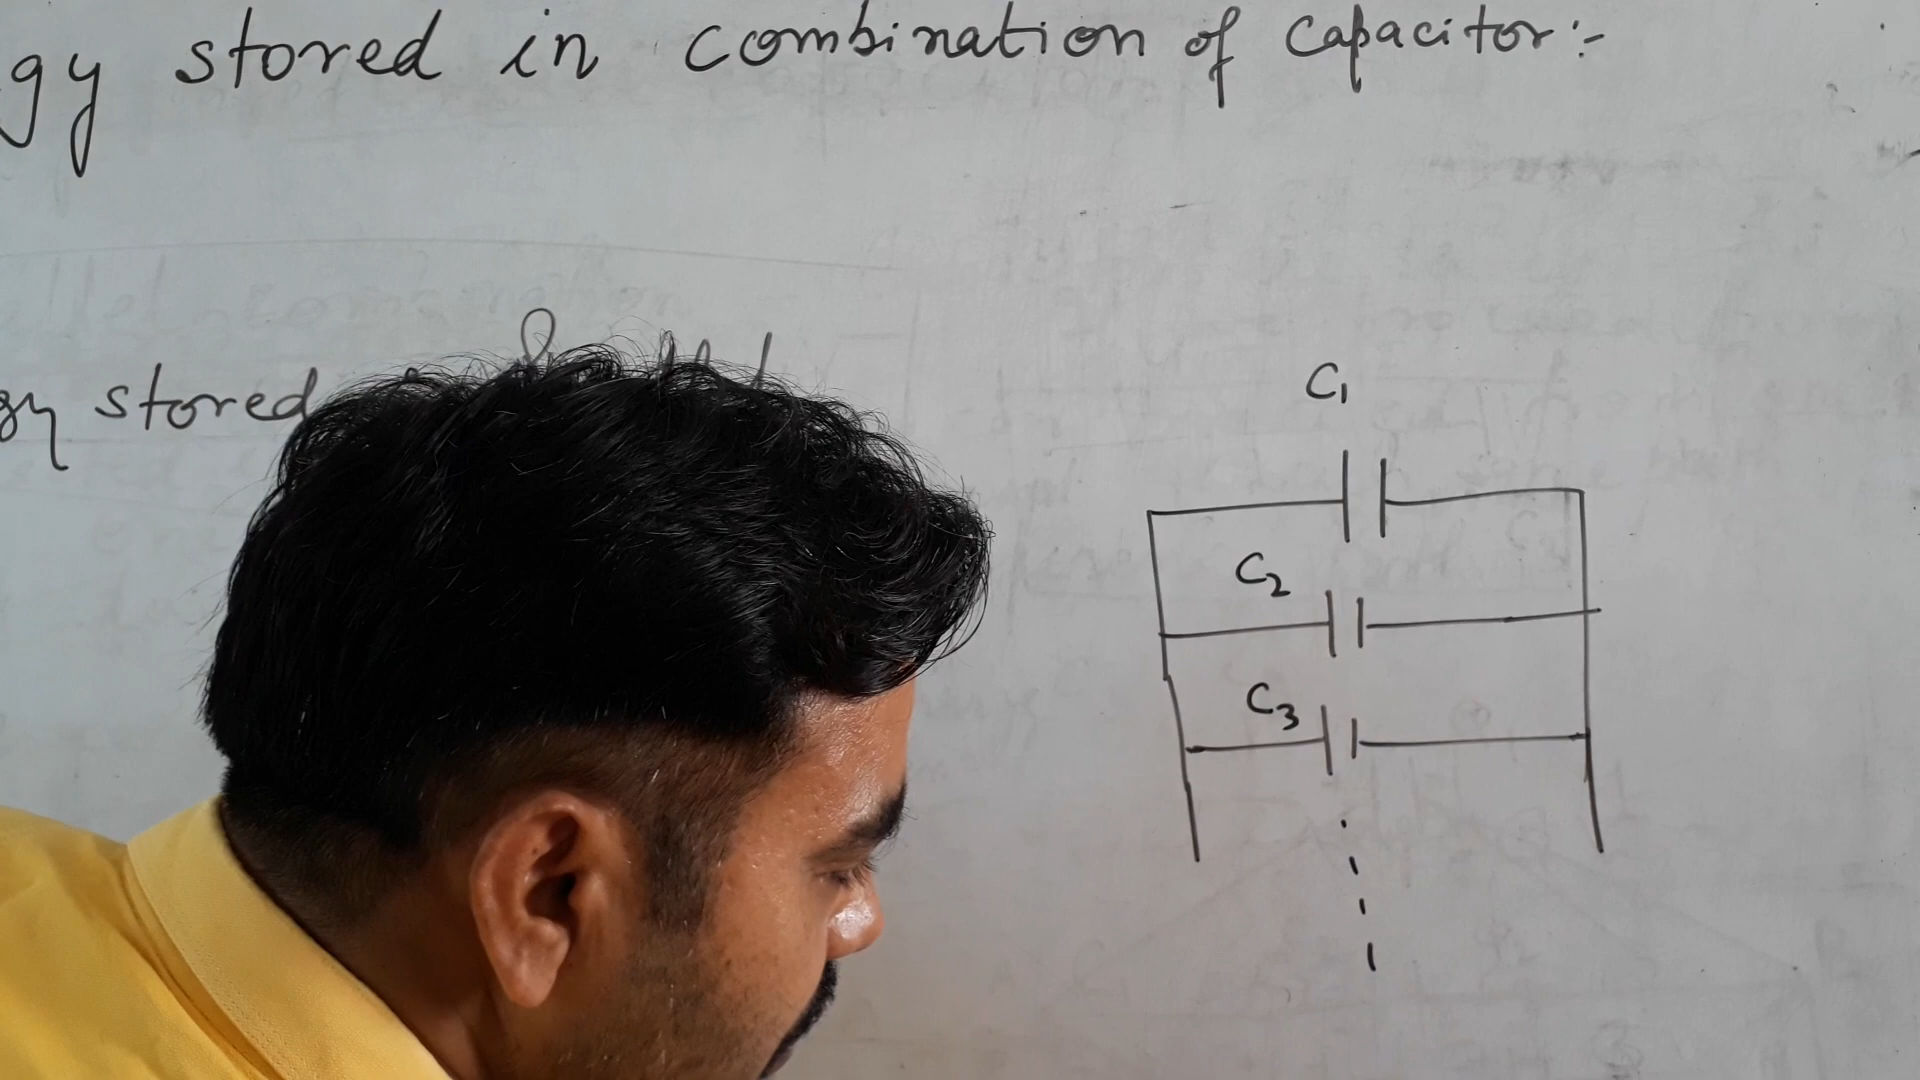 gy stored in combination of capacitor:-
gy stored
C1
C2
C3